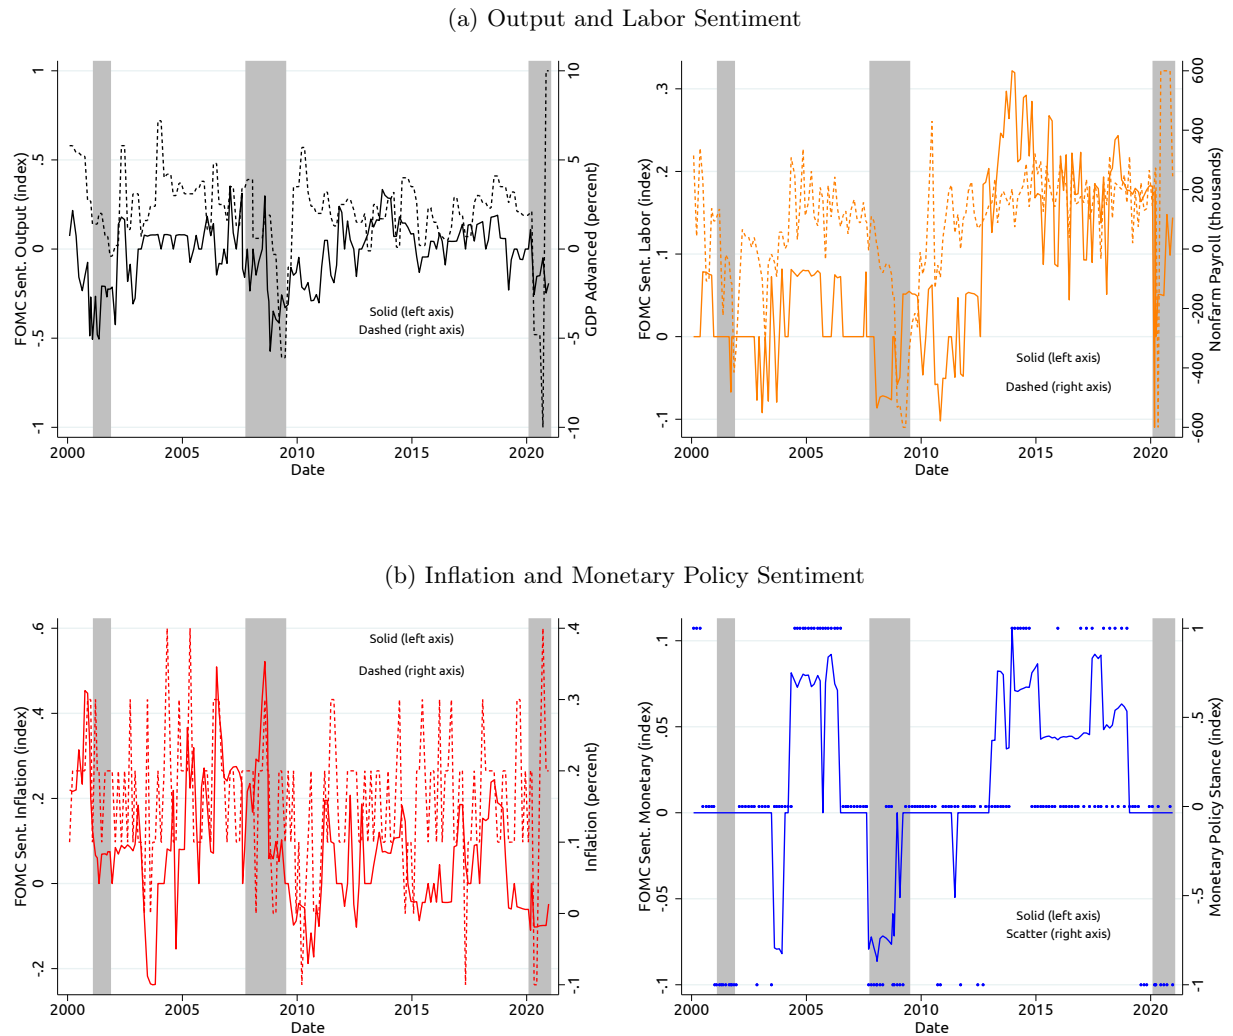 (a) Output and Labor Sentiment
FOMC Sent. Output (index)
1
.5
0
-.5
-1
10
5
0
-5
-10
GDP Advanced (percent)
Solid (left axis)
Dashed (right axis)
2000 2005 2010 2015 2020
Date
FOMC Sent. Labor (index)
.3
.2
.1
0
-.1
600
400
200
0
-200
-400
-600
Nonfarm Payroll (thousands)
Solid (left axis)
Dashed (right axis)
2000 2005 2010 2015 2020
Date
(b) Inflation and Monetary Policy Sentiment
FOMC Sent. Inflation (index)
.6
.4
.2
0
-.2
.4
.3
.2
.1
0
-.1
Inflation (percent)
Solid (left axis)
Dashed (right axis)
2000 2005 2010 2015 2020
Date
FOMC Sent. Monetary (index)
.1
.05
0
-.05
-.1
1
.5
0
-.5
-1
Monetary Policy Stance (index)
Solid (left axis)
Scatter (right axis)
2000 2005 2010 2015 2020
Date